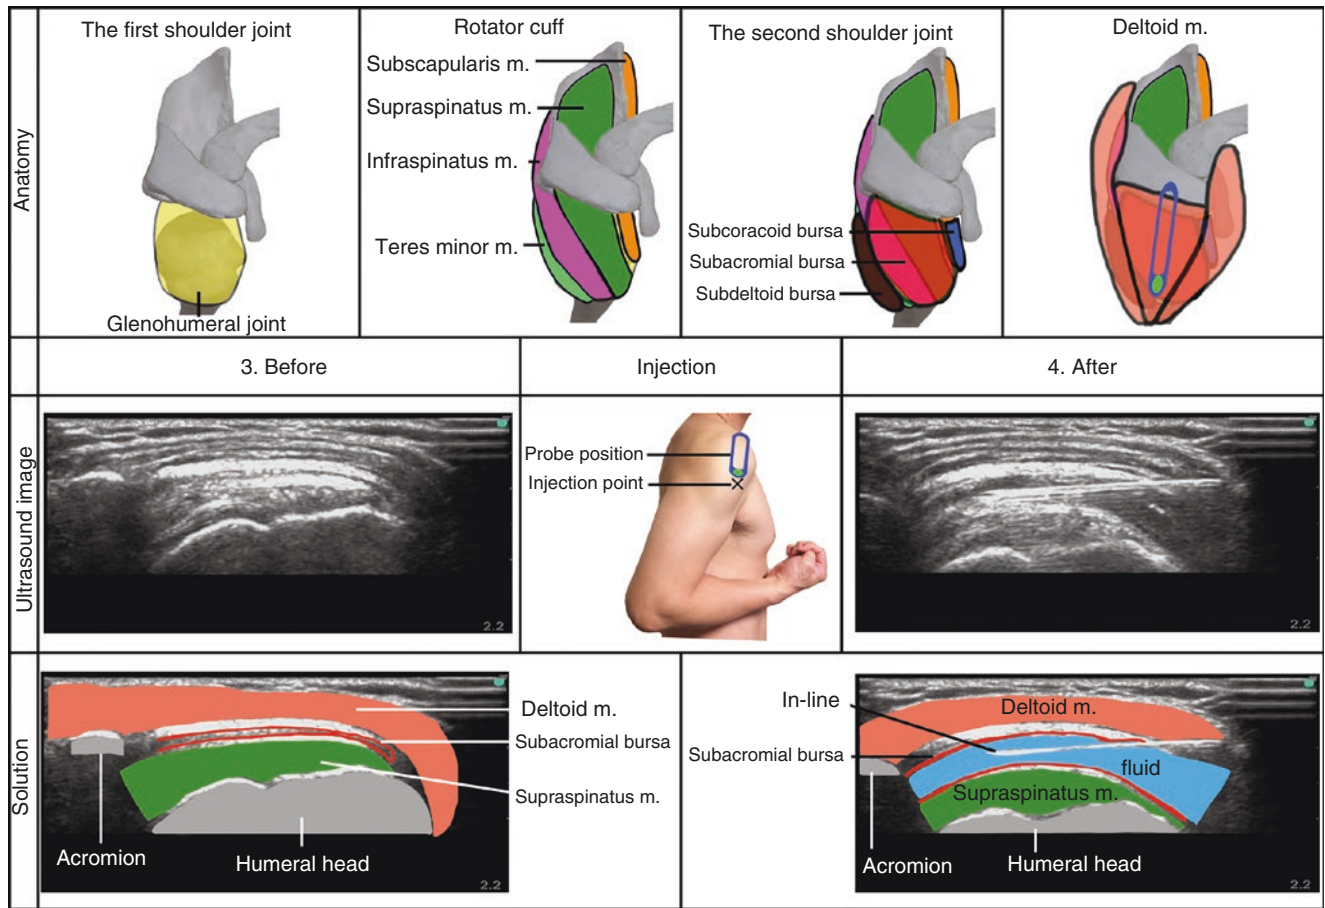 Anatomy
The first shoulder joint
Glenohumeral joint
Rotator cuff
Subscapularis m.
Supraspinatus m.
Infraspinatus m.
Teres minor m.
The second shoulder joint
Subcoracoid bursa
Subacromial bursa
Subdeltoid bursa
Deltoid m.
3. Before
Injection
4. After
Ultrasound image
2.2
Probe position
Injection point
2.2
Solution
Deltoid m.
Subacromial bursa
Supraspinatus m.
Acromion
Humeral head
2.2
In-line
Subacromial bursa
Deltoid m.
fluid
Supraspinatus m.
Acromion
Humeral head
2.2